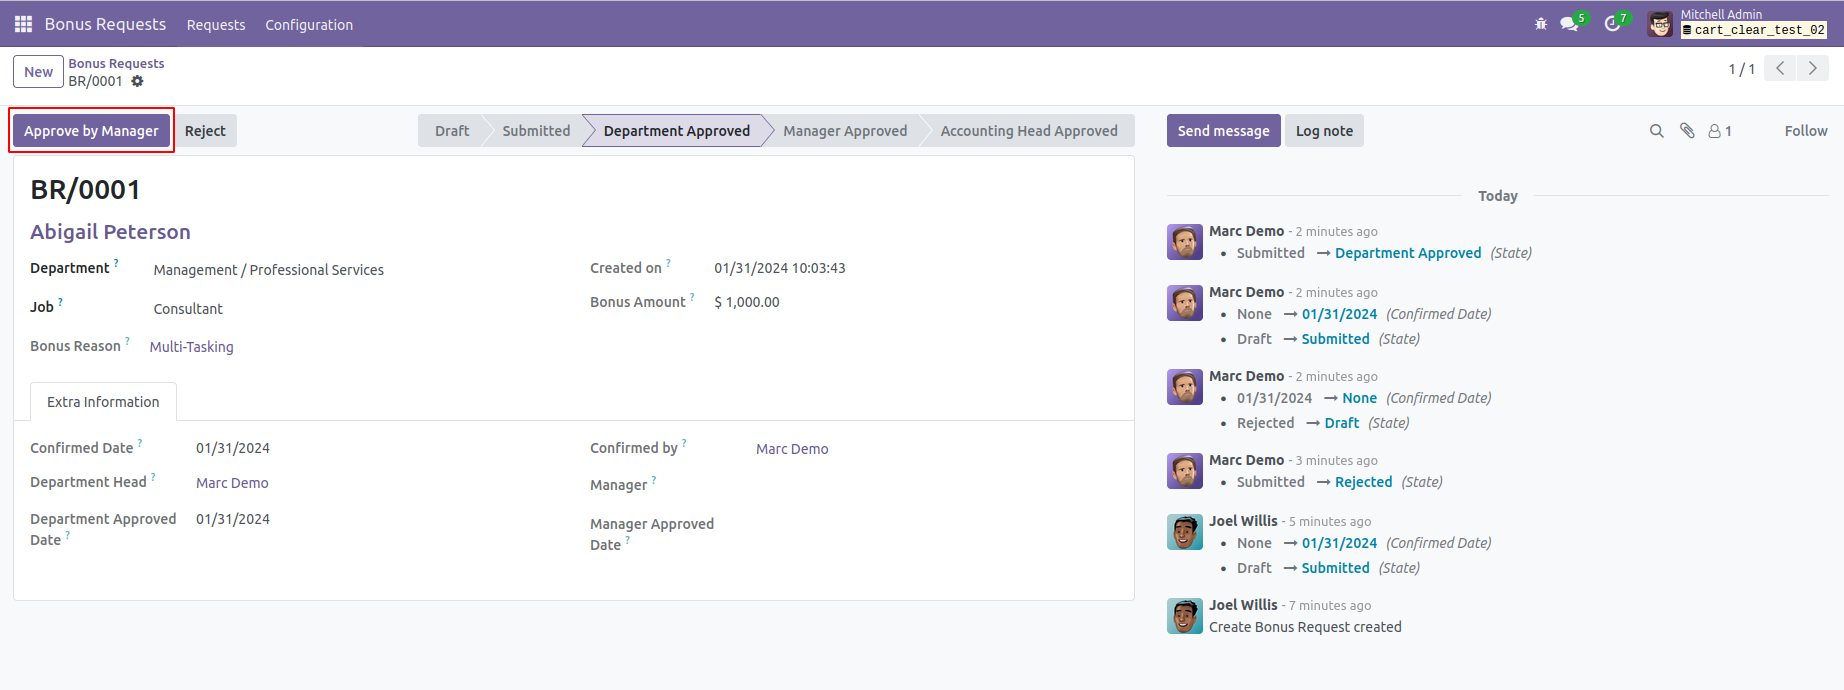 Bonus Requests Requests Configuration 5 7 Mitchell Admin
cart_clear_test_02
New Bonus Requests
BR/0001
1 / 1
Approve by Manager Reject Draft Submitted Department Approved Manager Approved Accounting Head Approved Send message Log note 1 Follow
BR/0001
Abigail Peterson
Department ? Management / Professional Services
Job ? Consultant
Bonus Reason ? Multi-Tasking
Created on ? 01/31/2024 10:03:43
Bonus Amount ? $ 1,000.00
Extra Information
Confirmed Date ? 01/31/2024
Department Head ? Marc Demo
Department Approved
Date ? 01/31/2024
Confirmed by ? Marc Demo
Manager ?
Manager Approved
Date ?
Today
Marc Demo - 2 minutes ago
• Submitted → Department Approved (State)
Marc Demo - 2 minutes ago
• None → 01/31/2024 (Confirmed Date)
• Draft → Submitted (State)
Marc Demo - 2 minutes ago
• 01/31/2024 → None (Confirmed Date)
• Rejected → Draft (State)
Marc Demo - 3 minutes ago
• Submitted → Rejected (State)
Joel Willis - 5 minutes ago
• None → 01/31/2024 (Confirmed Date)
• Draft → Submitted (State)
Joel Willis - 7 minutes ago
Create Bonus Request created